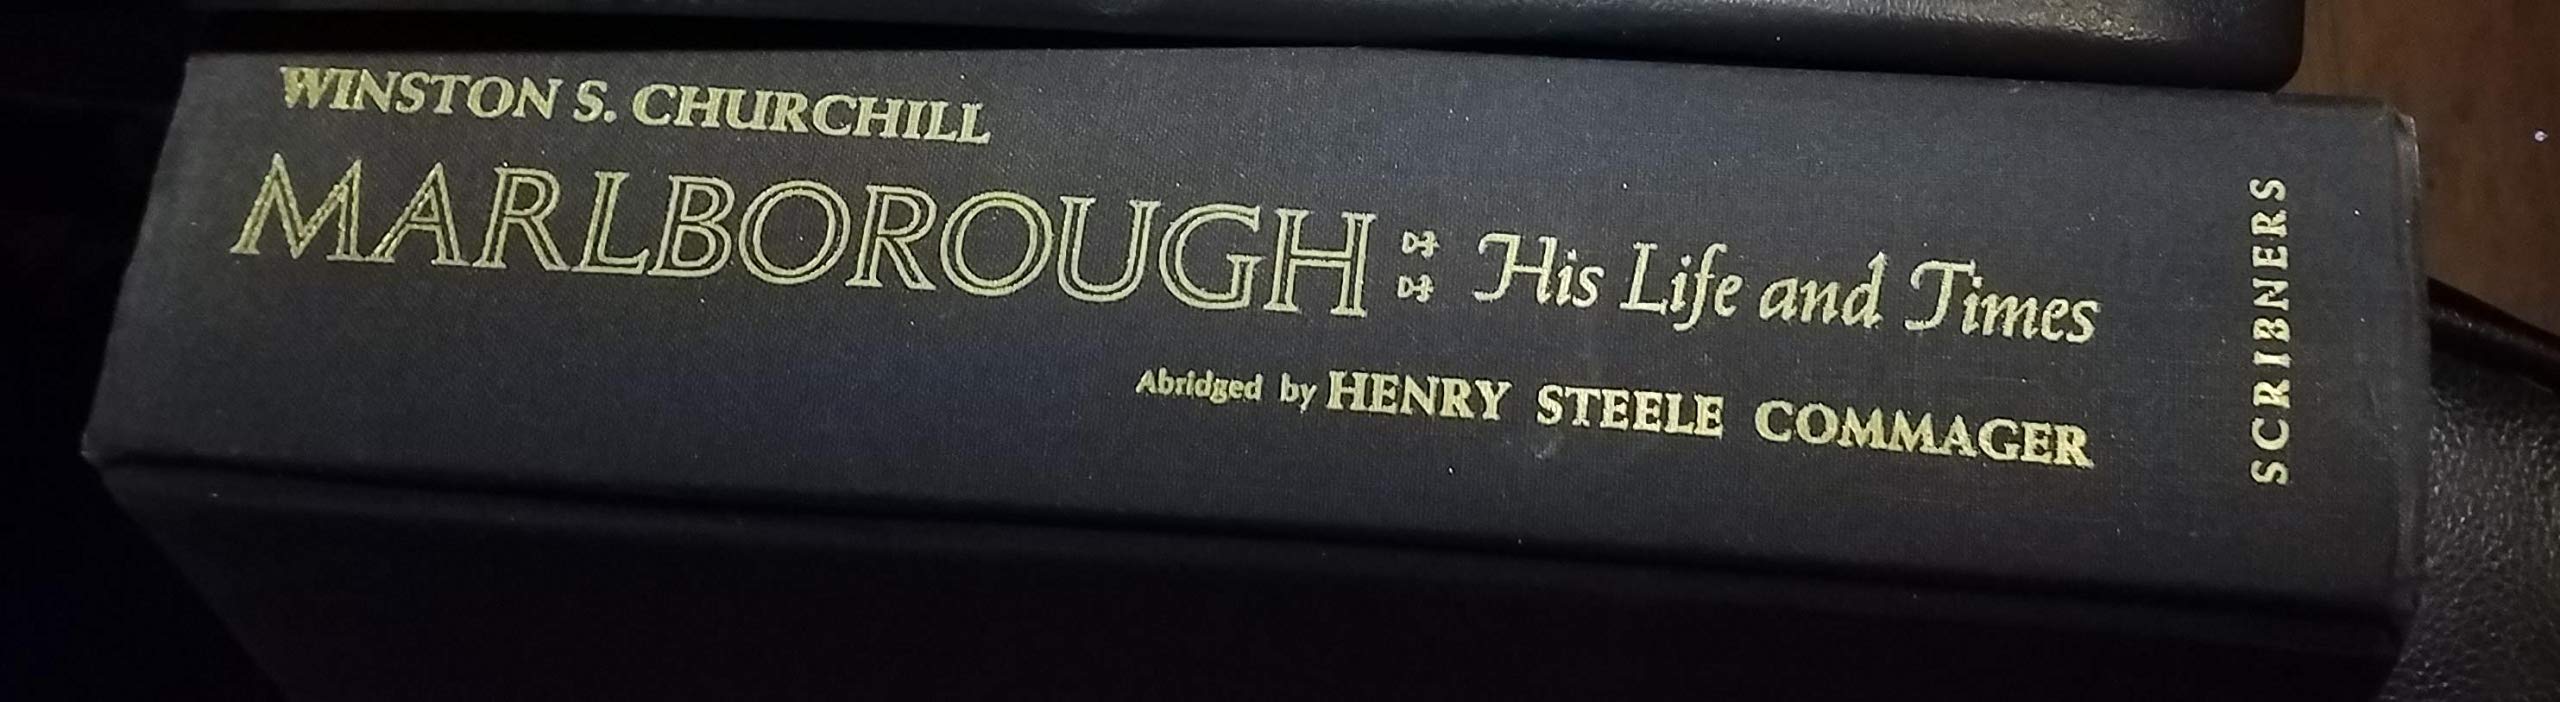 WINSTON S. CHURCHILL
MARLBOROUGH: His Life and Times
Abridged by HENRY STEELE COMMAGER
SCRIBNERS